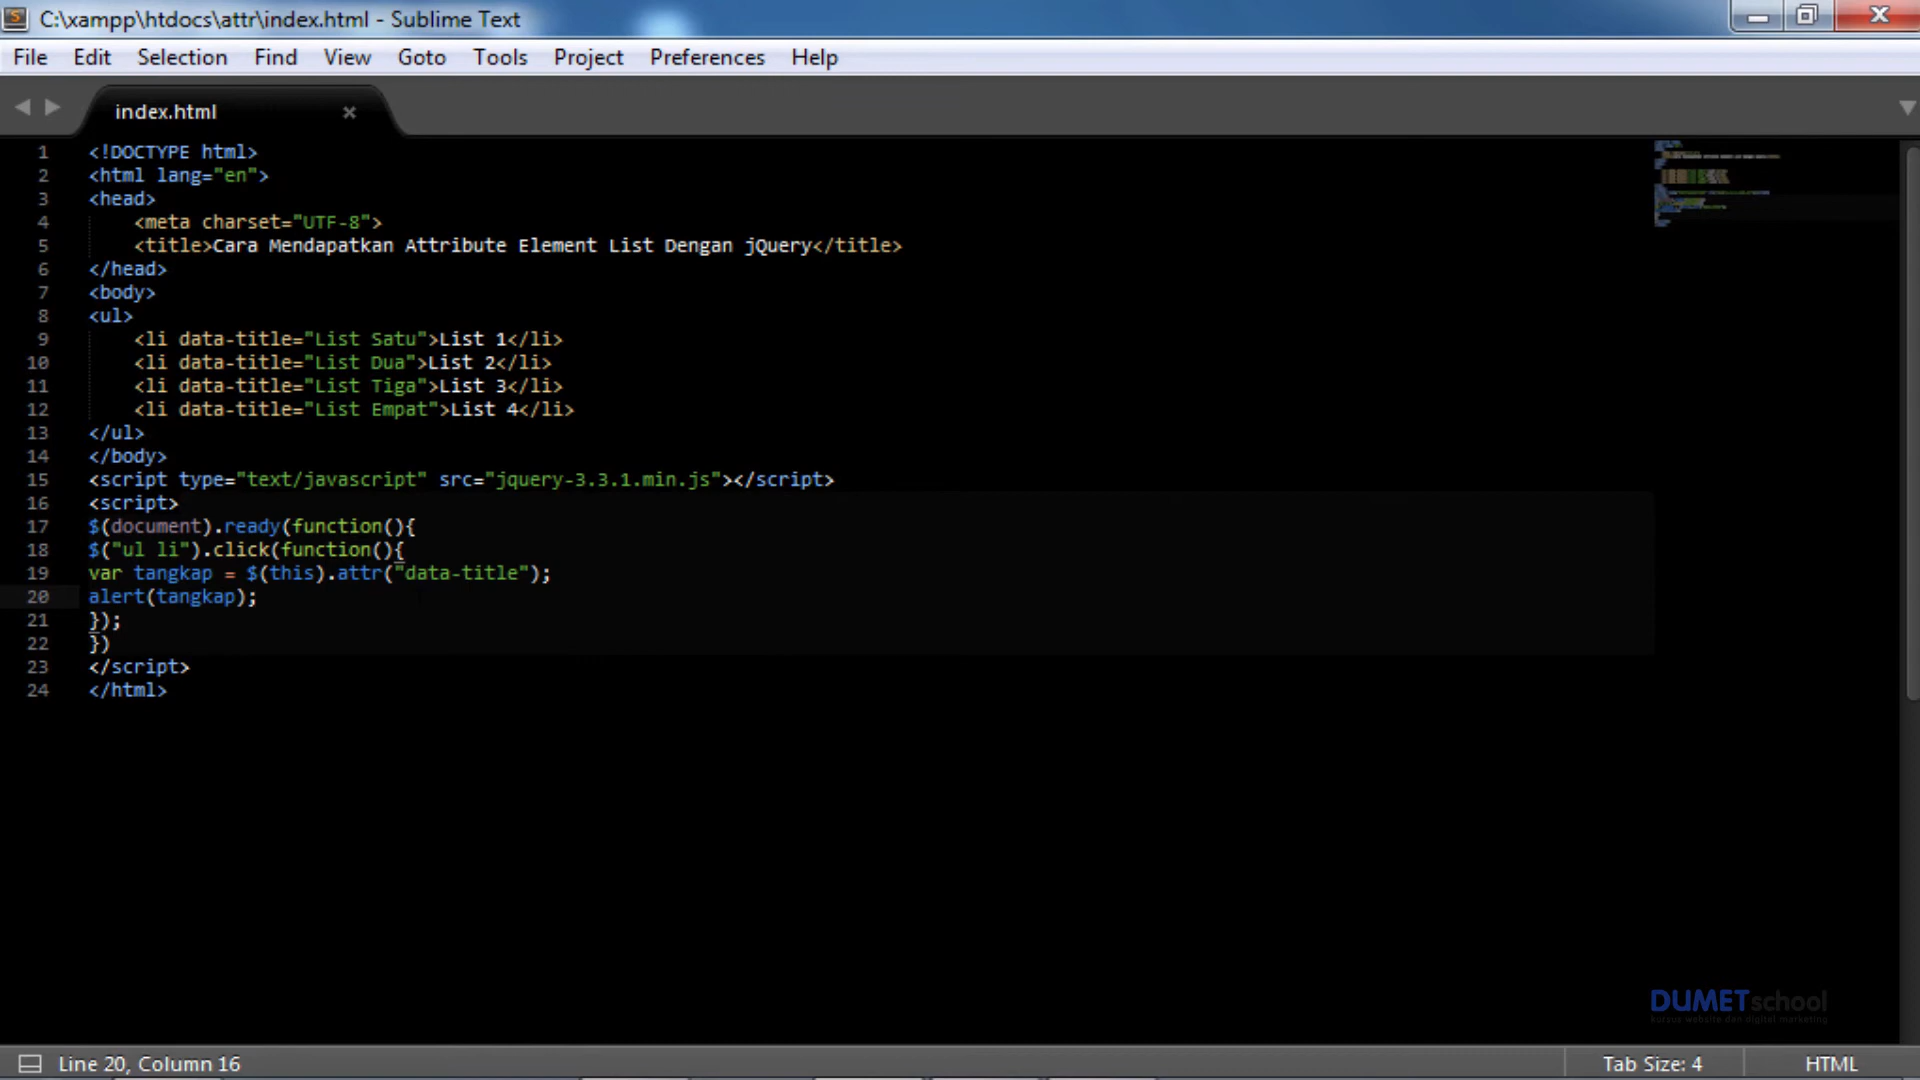 C:\xampp\htdocs\attr\index.html - Sublime Text
File Edit Selection Find View Goto Tools Project Preferences Help
index.html
1 <!DOCTYPE html>
2 <html lang="en">
3 <head>
4 <meta charset="UTF-8">
5 <title>Cara Mendapatkan Attribute Element List Dengan jQuery</title>
6 </head>
7 <body>
8 <ul>
9 <li data-title="List Satu">List 1</li>
10 <li data-title="List Dua">List 2</li>
11 <li data-title="List Tiga">List 3</li>
12 <li data-title="List Empat">List 4</li>
13 </ul>
14 </body>
15 <script type="text/javascript" src="jquery-3.3.1.min.js"></script>
16 <script>
17 $(document).ready(function(){
18 $("ul li").click(function(){
19 var tangkap = $(this).attr("data-title");
20 alert(tangkap);
21 });
22 })
23 </script>
24 </html>
DUMETschool
kursus website dan digital marketing
Line 20, Column 16 Tab Size: 4 HTML